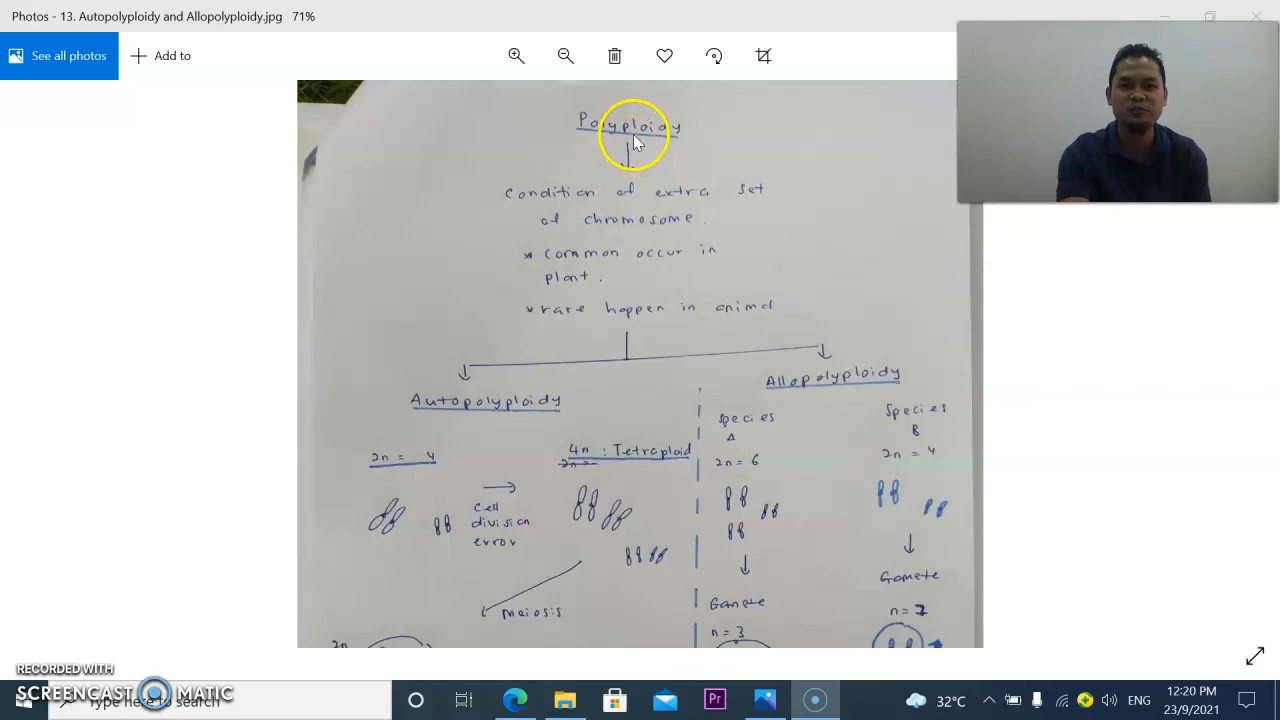 Photos - 13. Autopolyploidy and Allopolyploidy.jpg 71%
See all photos
Add to
Polyploidy
condition of extra set
of chromosome.
* common occur in
plant.
* rare happen in animal
Autopolyploidy
Allopolyploidy
2n = 4
4n : Tetraploid
2n =
cell
division
error
meiosis
2n
Species
A
2n = 6
Gamete
n = 3
Species
B
2n = 4
Gamete
n =
RECORDED WITH
SCREENCAST MATIC
Type here to search
Pr
32°C
ENG
12:20 PM
23/9/2021